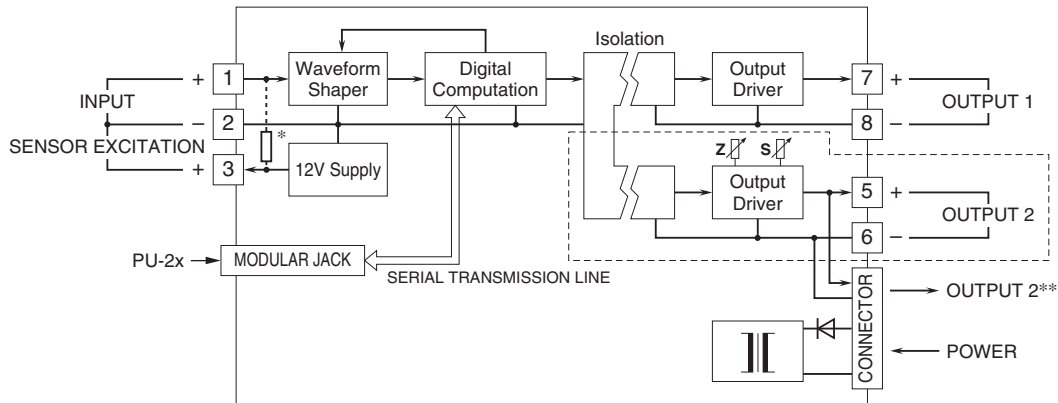 Isolation
Waveform
Shaper
Digital
Computation
Output
Driver
+ 1
7 +
INPUT
OUTPUT 1
− 2
8 −
SENSOR EXCITATION
*
+ 3
12V Supply
Z
S
Output
Driver
5 +
OUTPUT 2
6 −
PU-2x
MODULAR JACK
SERIAL TRANSMISSION LINE
CONNECTOR
OUTPUT 2**
POWER